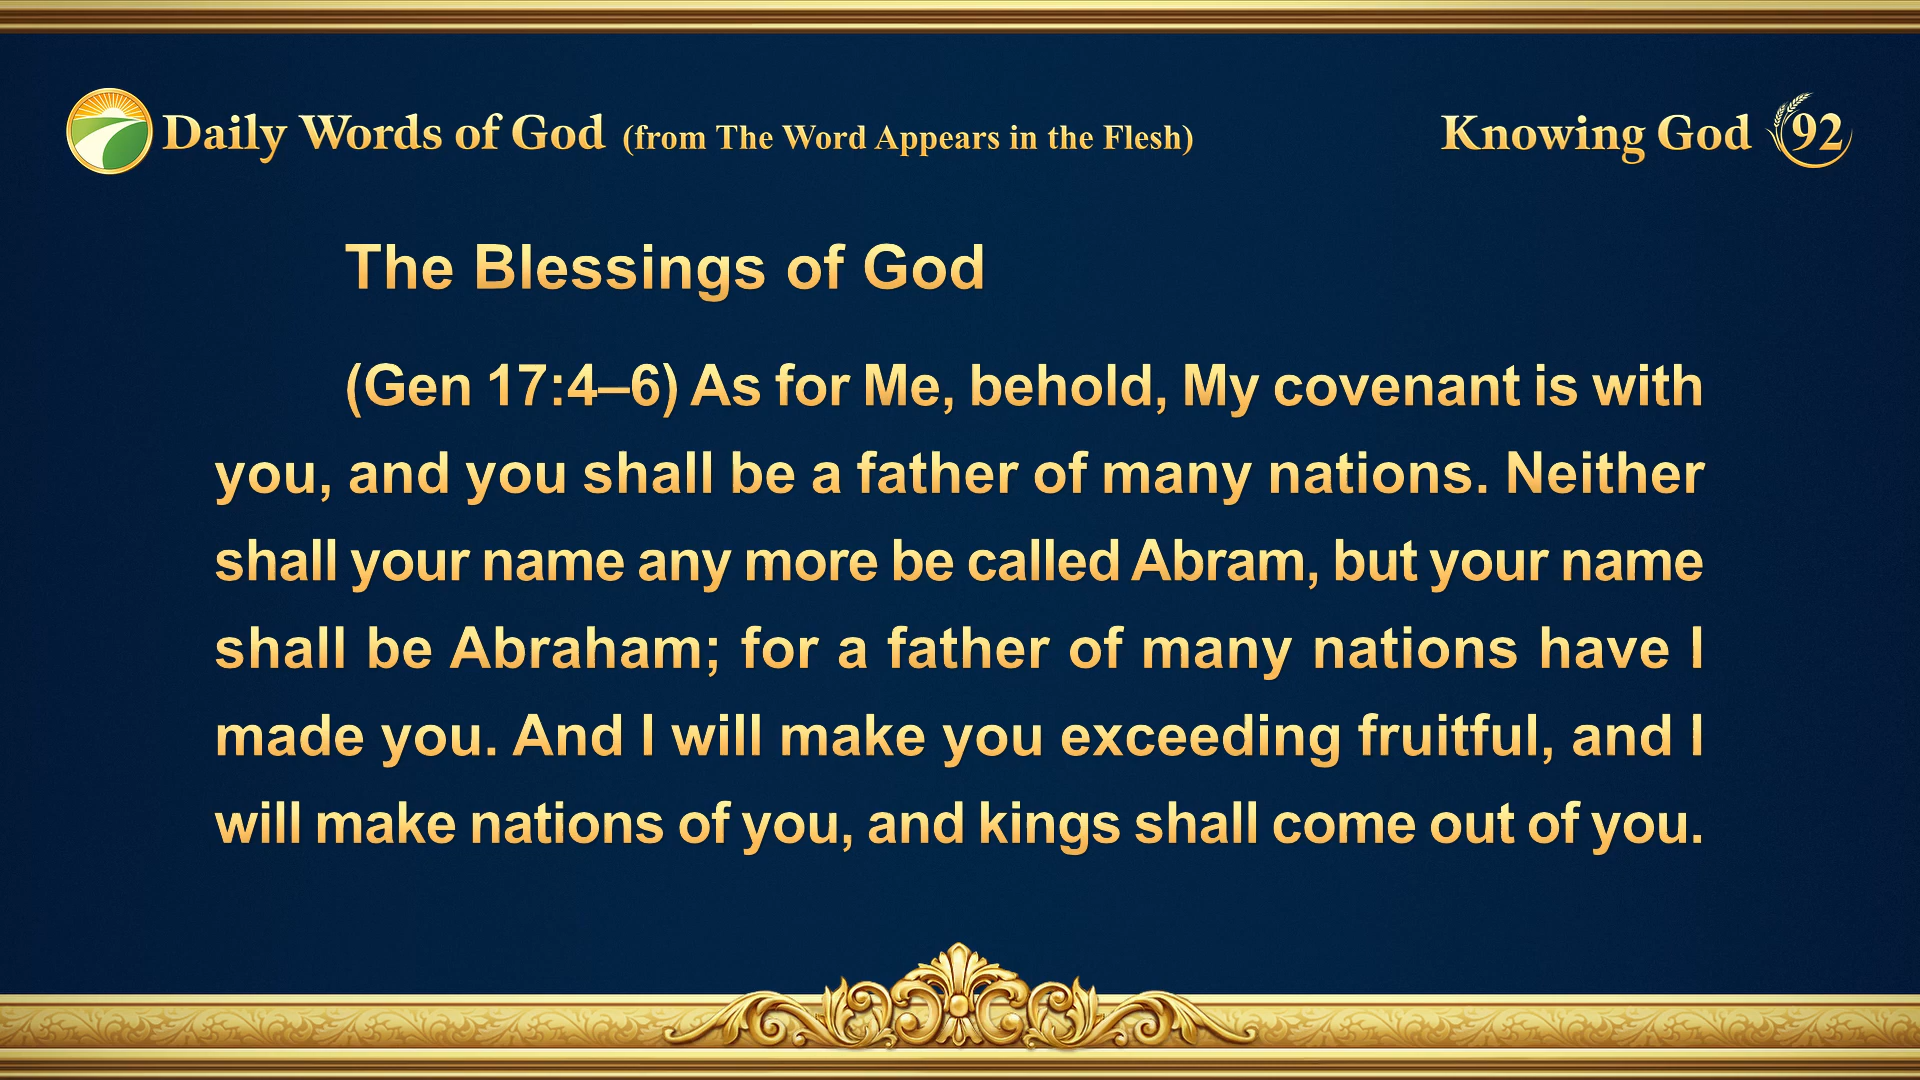 Daily Words of God (from The Word Appears in the Flesh) Knowing God 92
The Blessings of God
(Gen 17:4–6) As for Me, behold, My covenant is with
you, and you shall be a father of many nations. Neither
shall your name any more be called Abram, but your name
shall be Abraham; for a father of many nations have I
made you. And I will make you exceeding fruitful, and I
will make nations of you, and kings shall come out of you.